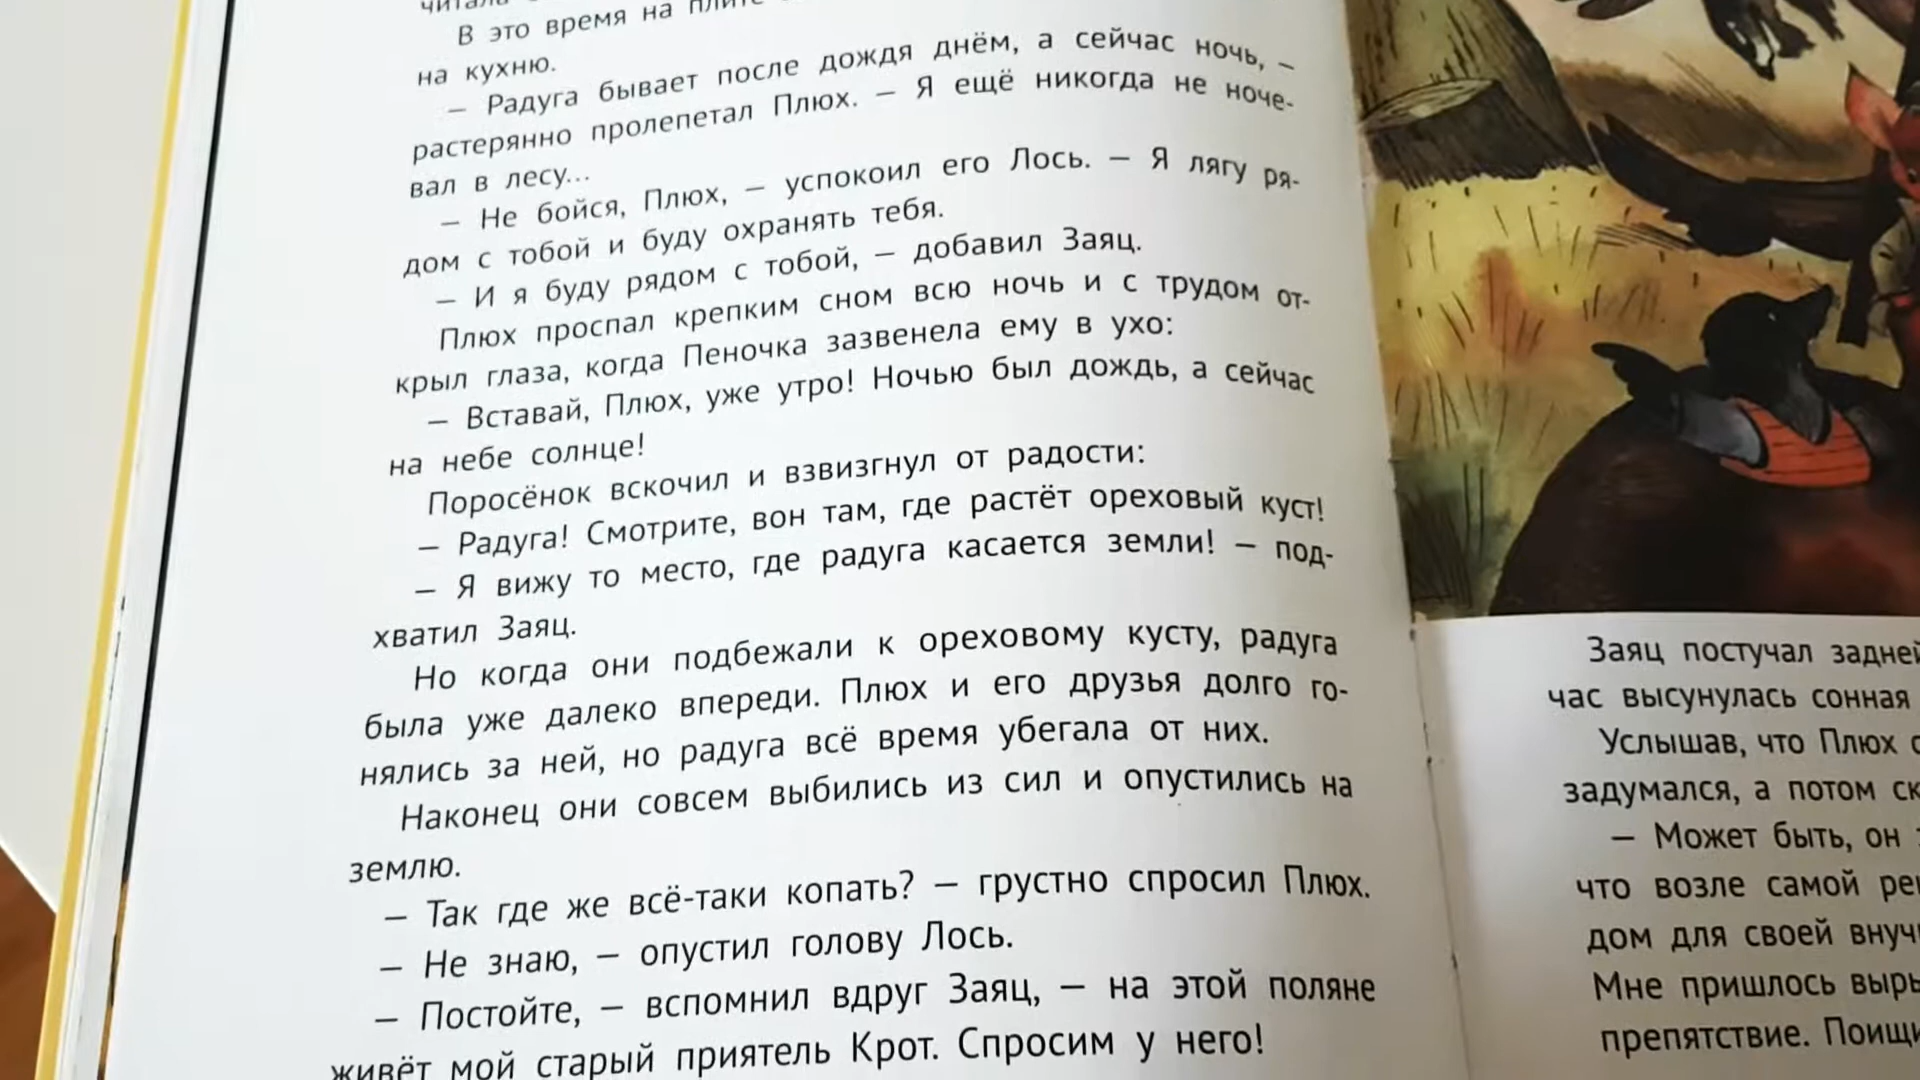 В это время на плите
на кухню.
— Радуга бывает после дождя днём, а сейчас ночь, —
растерянно пролепетал Плюх. — Я ещё никогда не ноче-
вал в лесу...
— Не бойся, Плюх, — успокоил его Лось. — Я лягу ря-
дом с тобой и буду охранять тебя.
— И я буду рядом с тобой, — добавил Заяц.
Плюх проспал крепким сном всю ночь и с трудом от-
крыл глаза, когда Пеночка зазвенела ему в ухо:
— Вставай, Плюх, уже утро! Ночью был дождь, а сейчас
на небе солнце!
Поросёнок вскочил и взвизгнул от радости:
— Радуга! Смотрите, вон там, где растёт ореховый куст!
— Я вижу то место, где радуга касается земли! — под-
хватил Заяц.
Но когда они подбежали к ореховому кусту, радуга
была уже далеко впереди. Плюх и его друзья долго го-
нялись за ней, но радуга всё время убегала от них.
Наконец они совсем выбились из сил и опустились на
землю.
— Так где же всё-таки копать? — грустно спросил Плюх.
— Не знаю, — опустил голову Лось.
— Постойте, — вспомнил вдруг Заяц, — на этой поляне
живёт мой старый приятель Крот. Спросим у него!
Заяц постучал задней
час высунулась сонная
Услышав, что Плюх
задумался, а потом
— Может быть, он
что возле самой
дом для своей
Мне пришлось
препятствие.